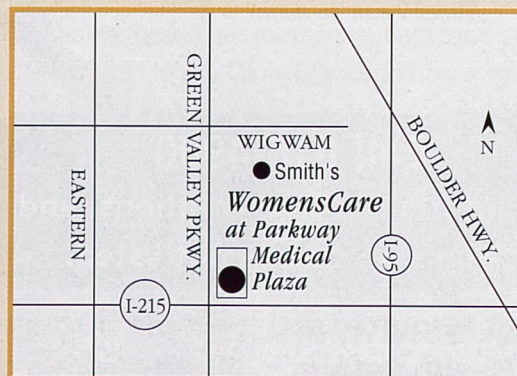 GREEN VALLEY PKWY.
WIGWAM
Smith's
BOULDER HWY.
N
EASTERN
WomensCare
at Parkway
Medical
Plaza
I-95
I-215